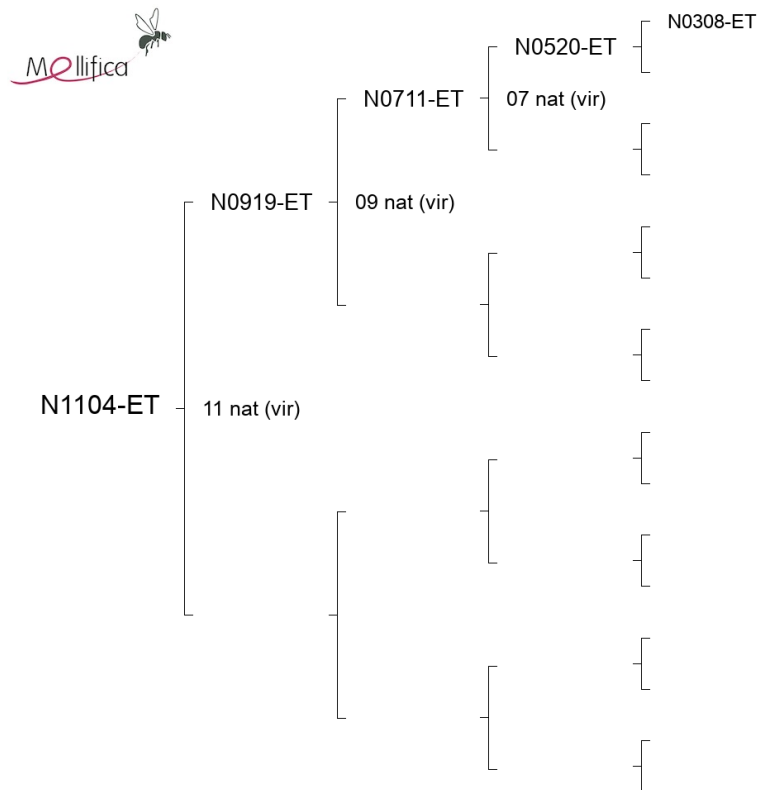 Mellifica
N0308-ET
N0520-ET
N0711-ET
07 nat (vir)
N0919-ET
09 nat (vir)
N1104-ET
11 nat (vir)